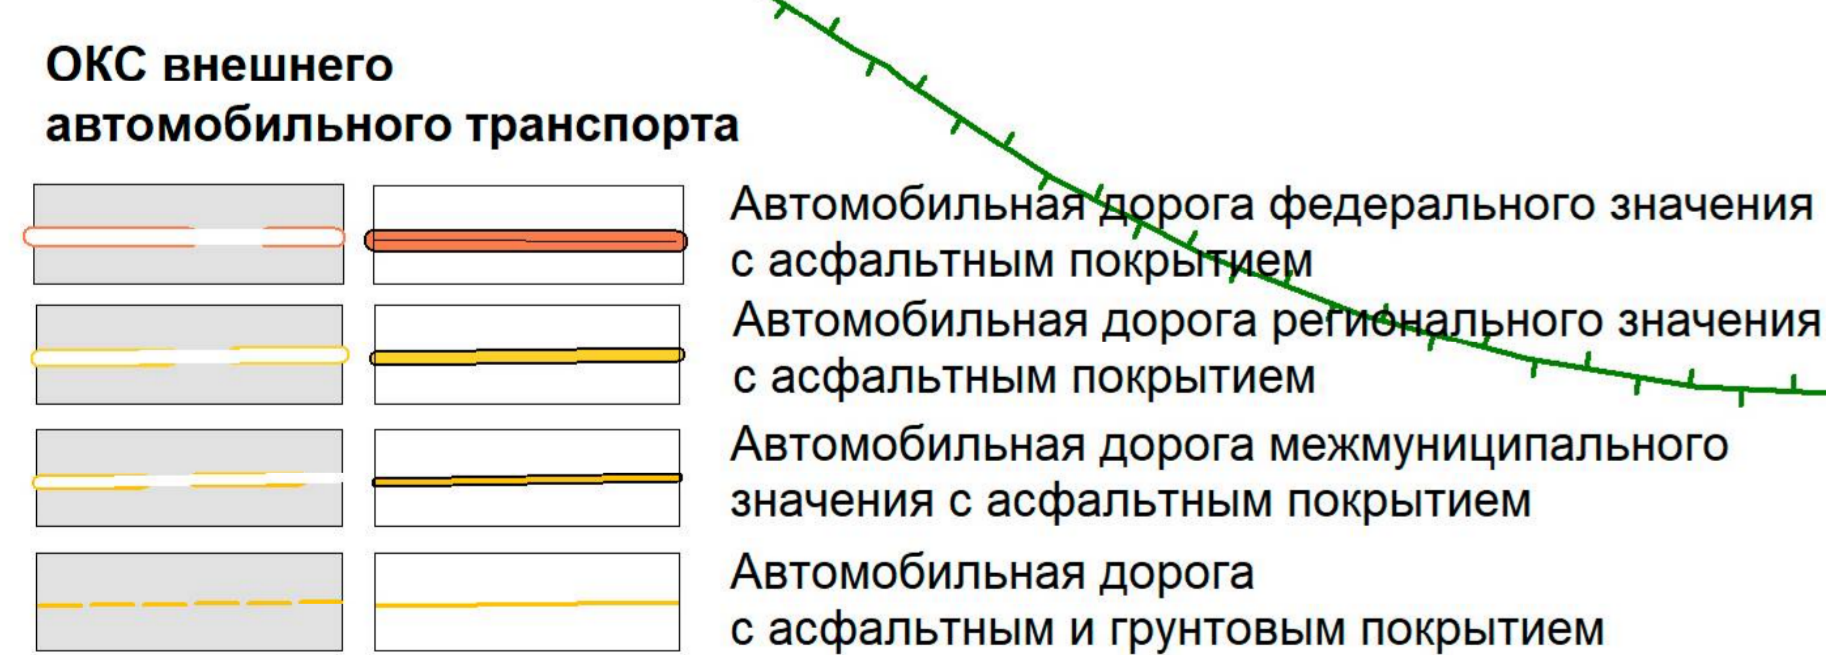 ОКС внешнего
автомобильного транспорта
Автомобильная дорога федерального значения
с асфальтным покрытием
Автомобильная дорога регионального значения
с асфальтным покрытием
Автомобильная дорога межмуниципального
значения с асфальтным покрытием
Автомобильная дорога
с асфальтным и грунтовым покрытием